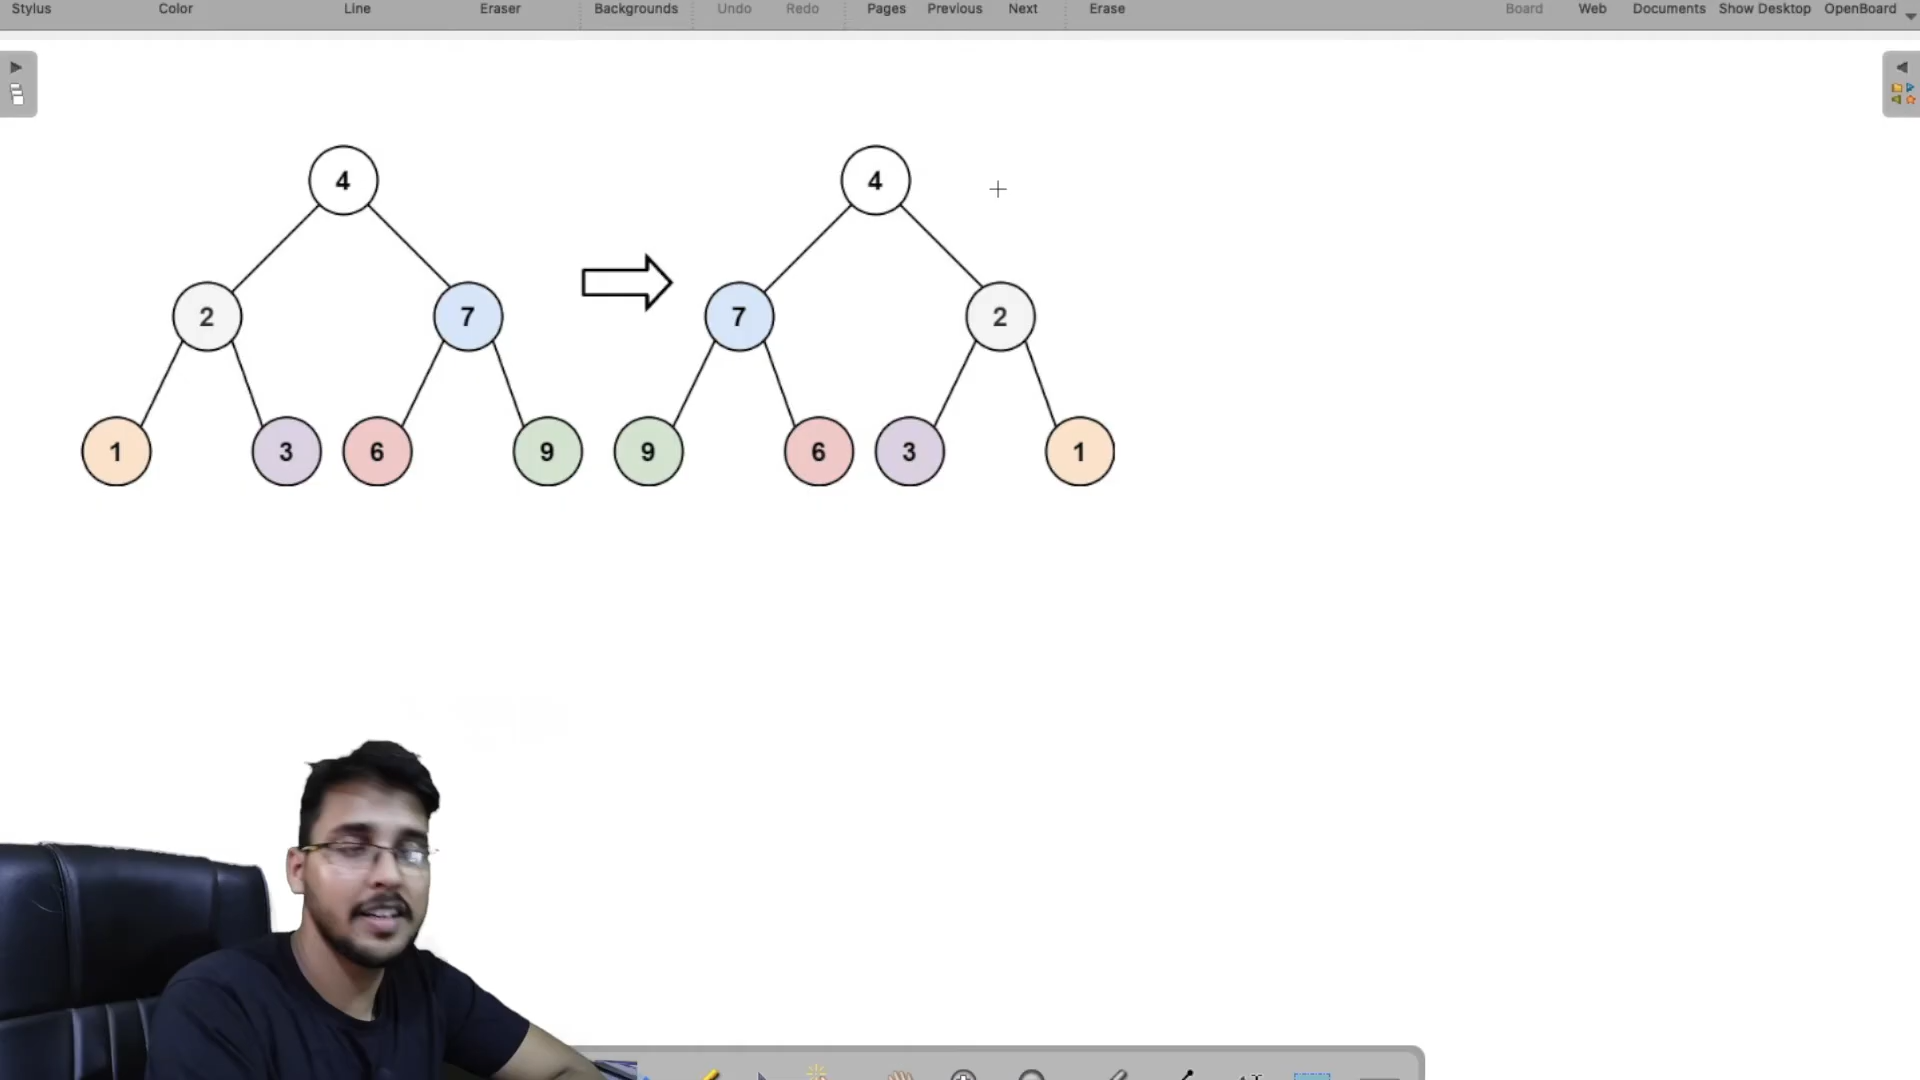 Stylus Color Line Eraser Backgrounds Undo Redo Pages Previous Next Erase Board Web Documents Show Desktop OpenBoard
4 4
2 7 7 2
1 3 6 9 9 6 3 1